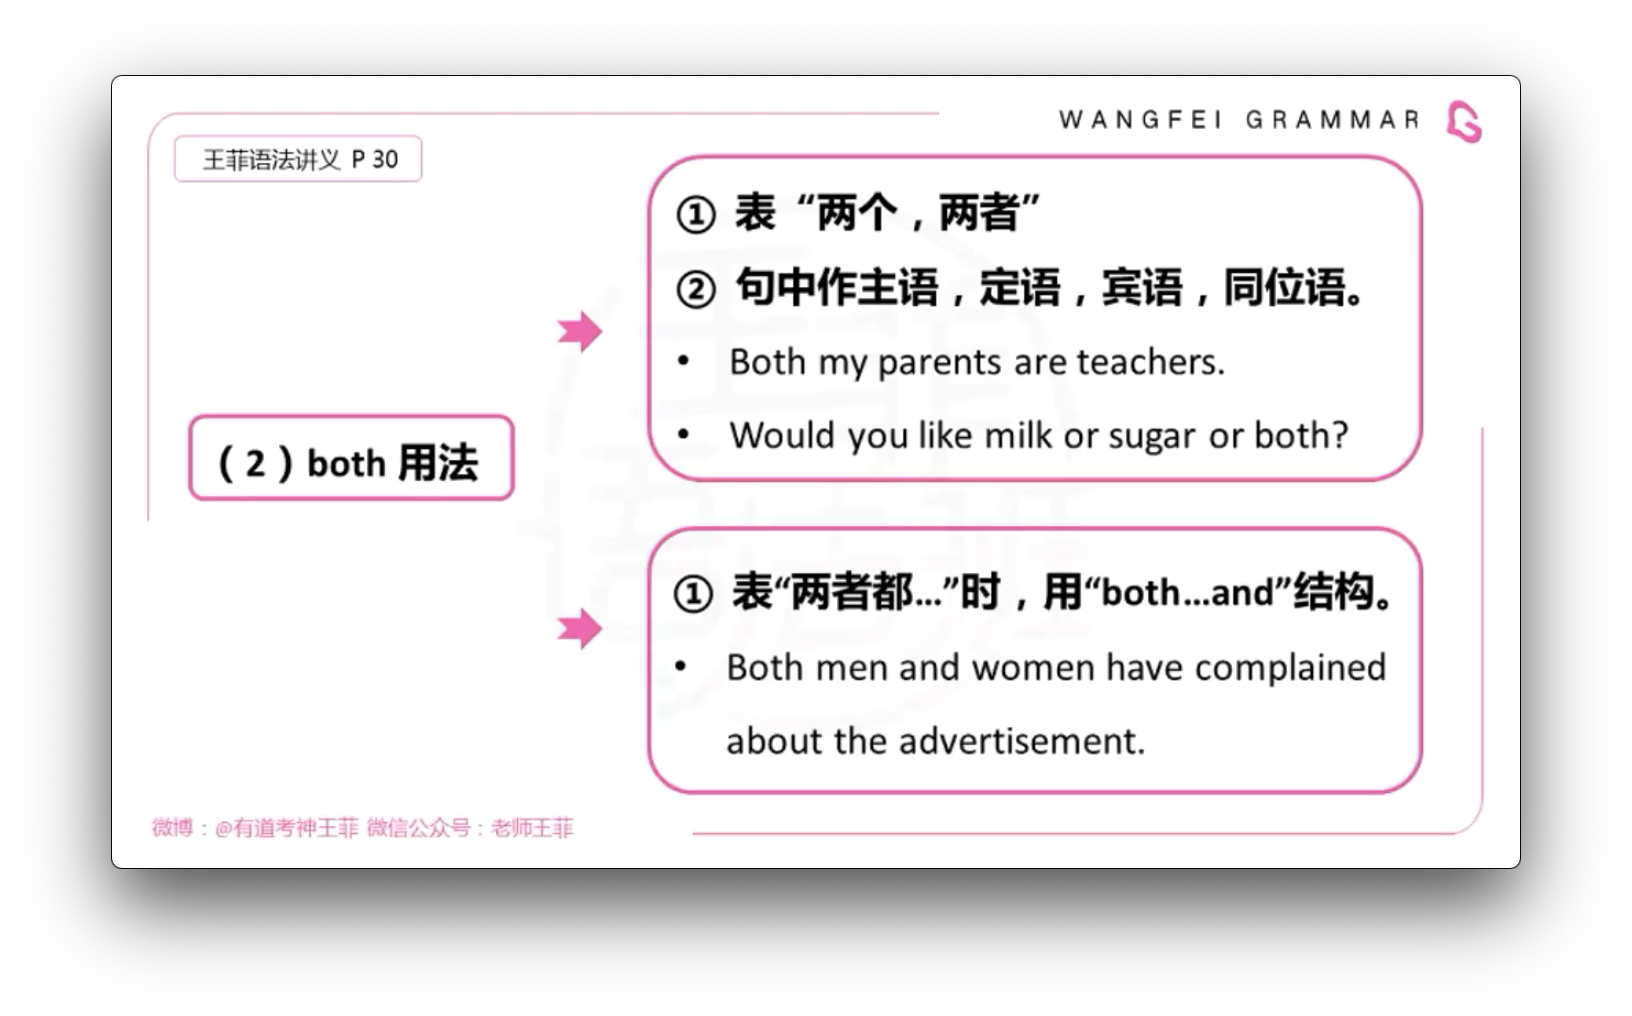 WANGFEI GRAMMAR
王菲语法讲义 P 30
① 表 “两个，两者”
② 句中作主语，定语，宾语，同位语。
• Both my parents are teachers.
• Would you like milk or sugar or both?
（2）both 用法
① 表“两者都…”时，用“both…and”结构。
• Both men and women have complained
about the advertisement.
微博：@有道考神王菲 微信公众号：老师王菲